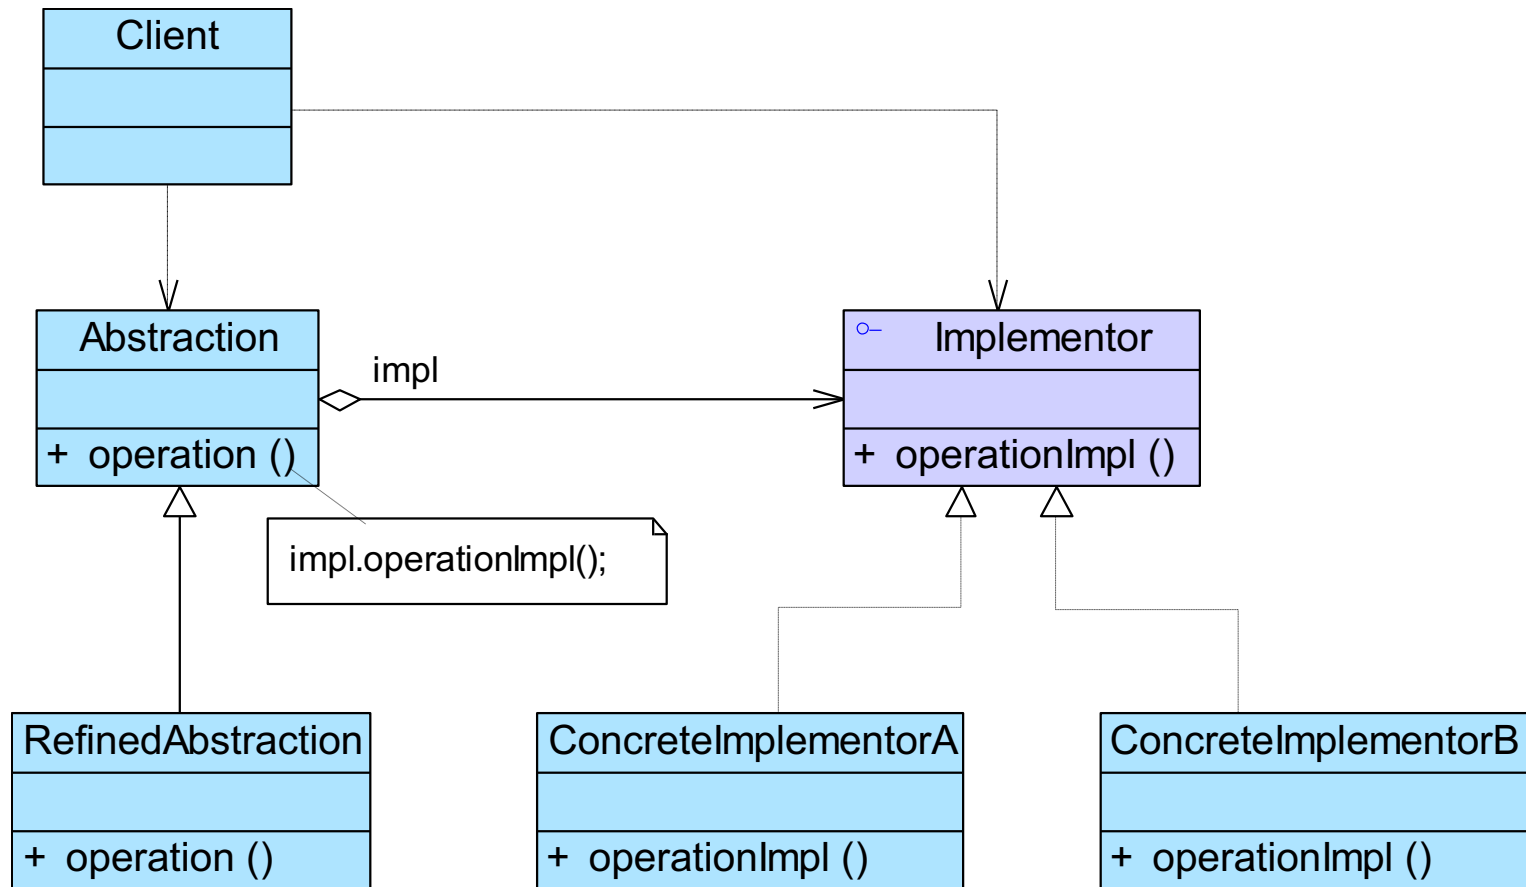 Client
Abstraction
+ operation ()
impl
Implementor
+ operationImpl ()
impl.operationImpl();
RefinedAbstraction
+ operation ()
ConcreteImplementorA
+ operationImpl ()
ConcreteImplementorB
+ operationImpl ()